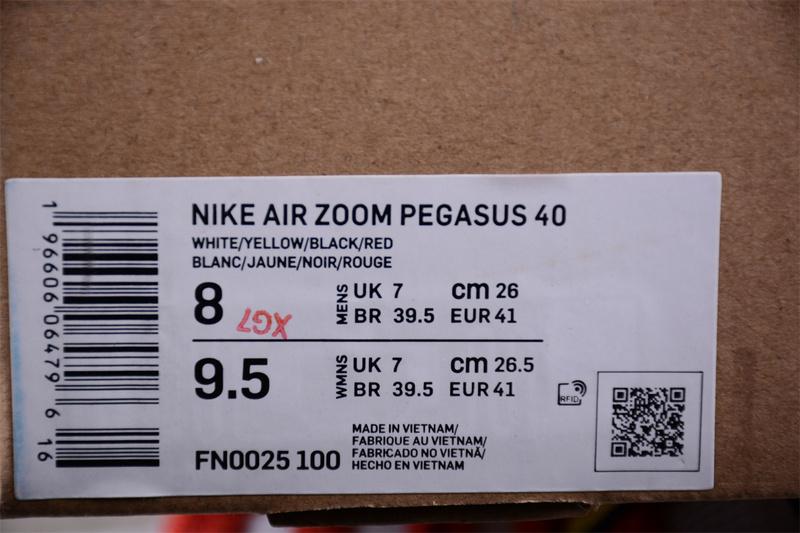 NIKE AIR ZOOM PEGASUS 40
WHITE/YELLOW/BLACK/RED
BLANC/JAUNE/NOIR/ROUGE
8 MENS UK 7 cm 26
BR 39.5 EUR 41
XG7
9.5 WMNS UK 7 cm 26.5
BR 39.5 EUR 41
RFID
FN0025 100
MADE IN VIETNAM/
FABRIQUE AU VIETNAM/
FABRICADO NO VIETNÃ/
HECHO EN VIETNAM
1 96606 06479 6 16